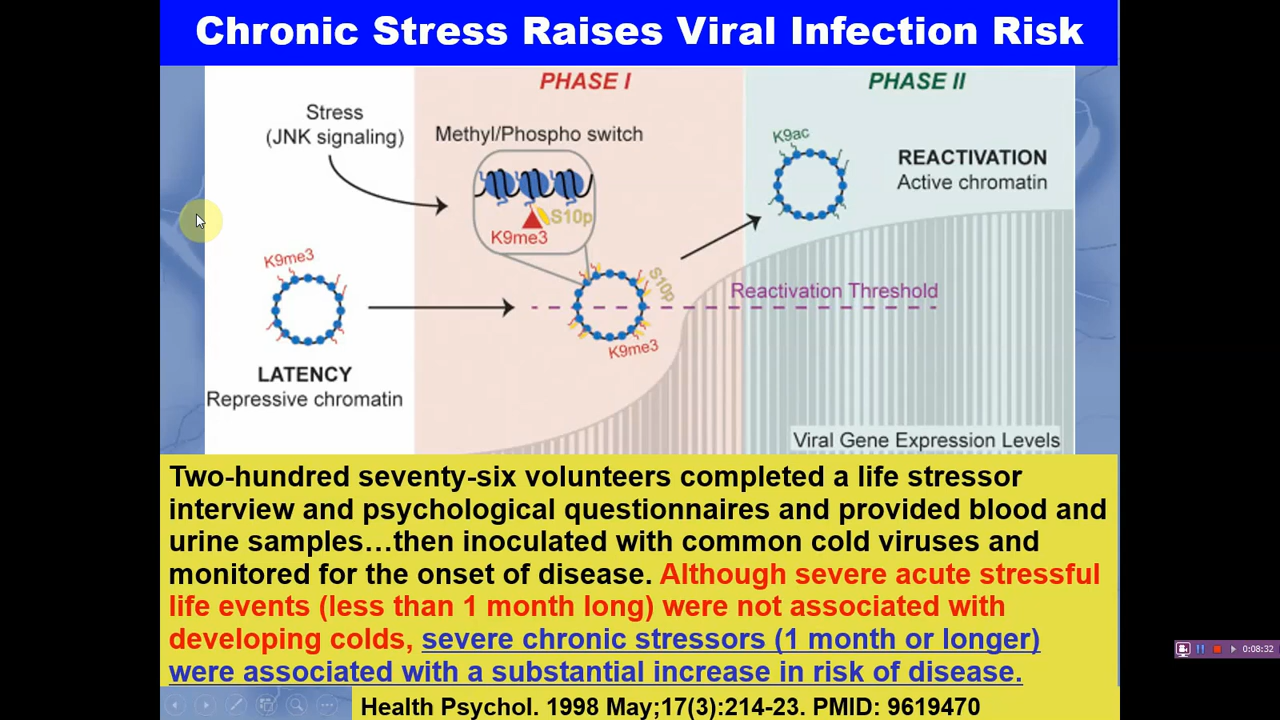 Chronic Stress Raises Viral Infection Risk
PHASE I
PHASE II
Stress
(JNK signaling)
Methyl/Phospho switch
K9ac
REACTIVATION
Active chromatin
S10p
K9me3
K9me3
S10p
Reactivation Threshold
K9me3
LATENCY
Repressive chromatin
Viral Gene Expression Levels
Two-hundred seventy-six volunteers completed a life stressor
interview and psychological questionnaires and provided blood and
urine samples…then inoculated with common cold viruses and
monitored for the onset of disease. Although severe acute stressful
life events (less than 1 month long) were not associated with
developing colds, severe chronic stressors (1 month or longer)
were associated with a substantial increase in risk of disease.
Health Psychol. 1998 May;17(3):214-23. PMID: 9619470
0:08:32